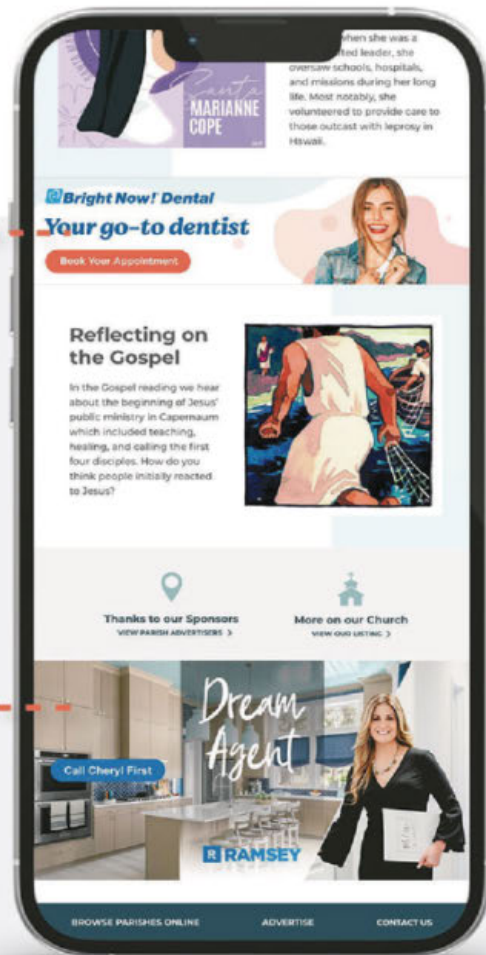 when she was a
ted leader, she
oversaw schools, hospitals,
and missions during her long
life. Most notably, she
volunteered to provide care to
those outcast with leprosy in
Hawaii.
Santa
MARIANNE
COPE
Bright Now! Dental
Your go-to dentist
Book Your Appointment
Reflecting on
the Gospel
In the Gospel reading we hear
about the beginning of Jesus'
public ministry in Capernaum
which included teaching,
healing, and calling the first
four disciples. How do you
think people initially reacted
to Jesus?
Thanks to our Sponsors
VIEW PARISH ADVERTISERS >
More on our Church
VIEW OUR LISTING >
Dream
Agent
Call Cheryl First
R RAMSEY
BROWSE PARISHES ONLINE
ADVERTISE
CONTACT US